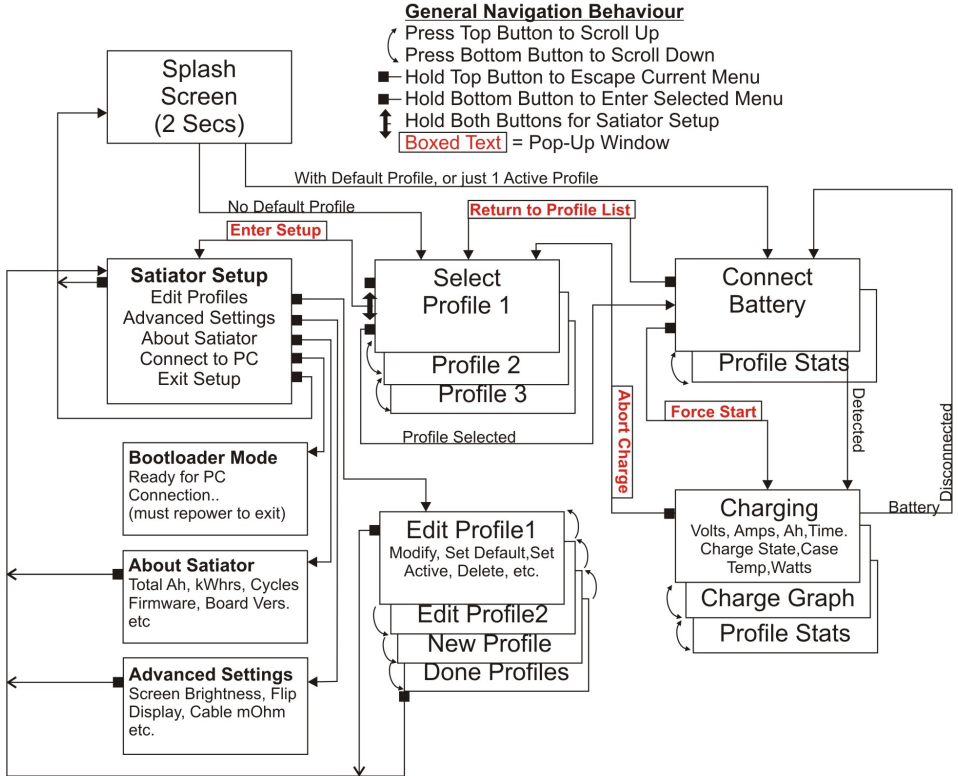 General Navigation Behaviour
Press Top Button to Scroll Up
Press Bottom Button to Scroll Down
Hold Top Button to Escape Current Menu
Hold Bottom Button to Enter Selected Menu
Hold Both Buttons for Satiator Setup
Boxed Text = Pop-Up Window
Splash
Screen
(2 Secs)
With Default Profile, or just 1 Active Profile
No Default Profile
Return to Profile List
Enter Setup
Satiator Setup
Edit Profiles
Advanced Settings
About Satiator
Connect to PC
Exit Setup
Select
Profile 1
Profile 2
Profile 3
Connect
Battery
Profile Stats
Profile Selected
Abort Charge
Force Start
Detected
Battery
Disconnected
Bootloader Mode
Ready for PC
Connection..
(must repower to exit)
About Satiator
Total Ah, kWhrs, Cycles
Firmware, Board Vers.
etc
Advanced Settings
Screen Brightness, Flip
Display, Cable mOhm
etc.
Edit Profile1
Modify, Set Default,Set
Active, Delete, etc.
Edit Profile2
New Profile
Done Profiles
Charging
Volts, Amps, Ah,Time.
Charge State,Case
Temp,Watts
Charge Graph
Profile Stats